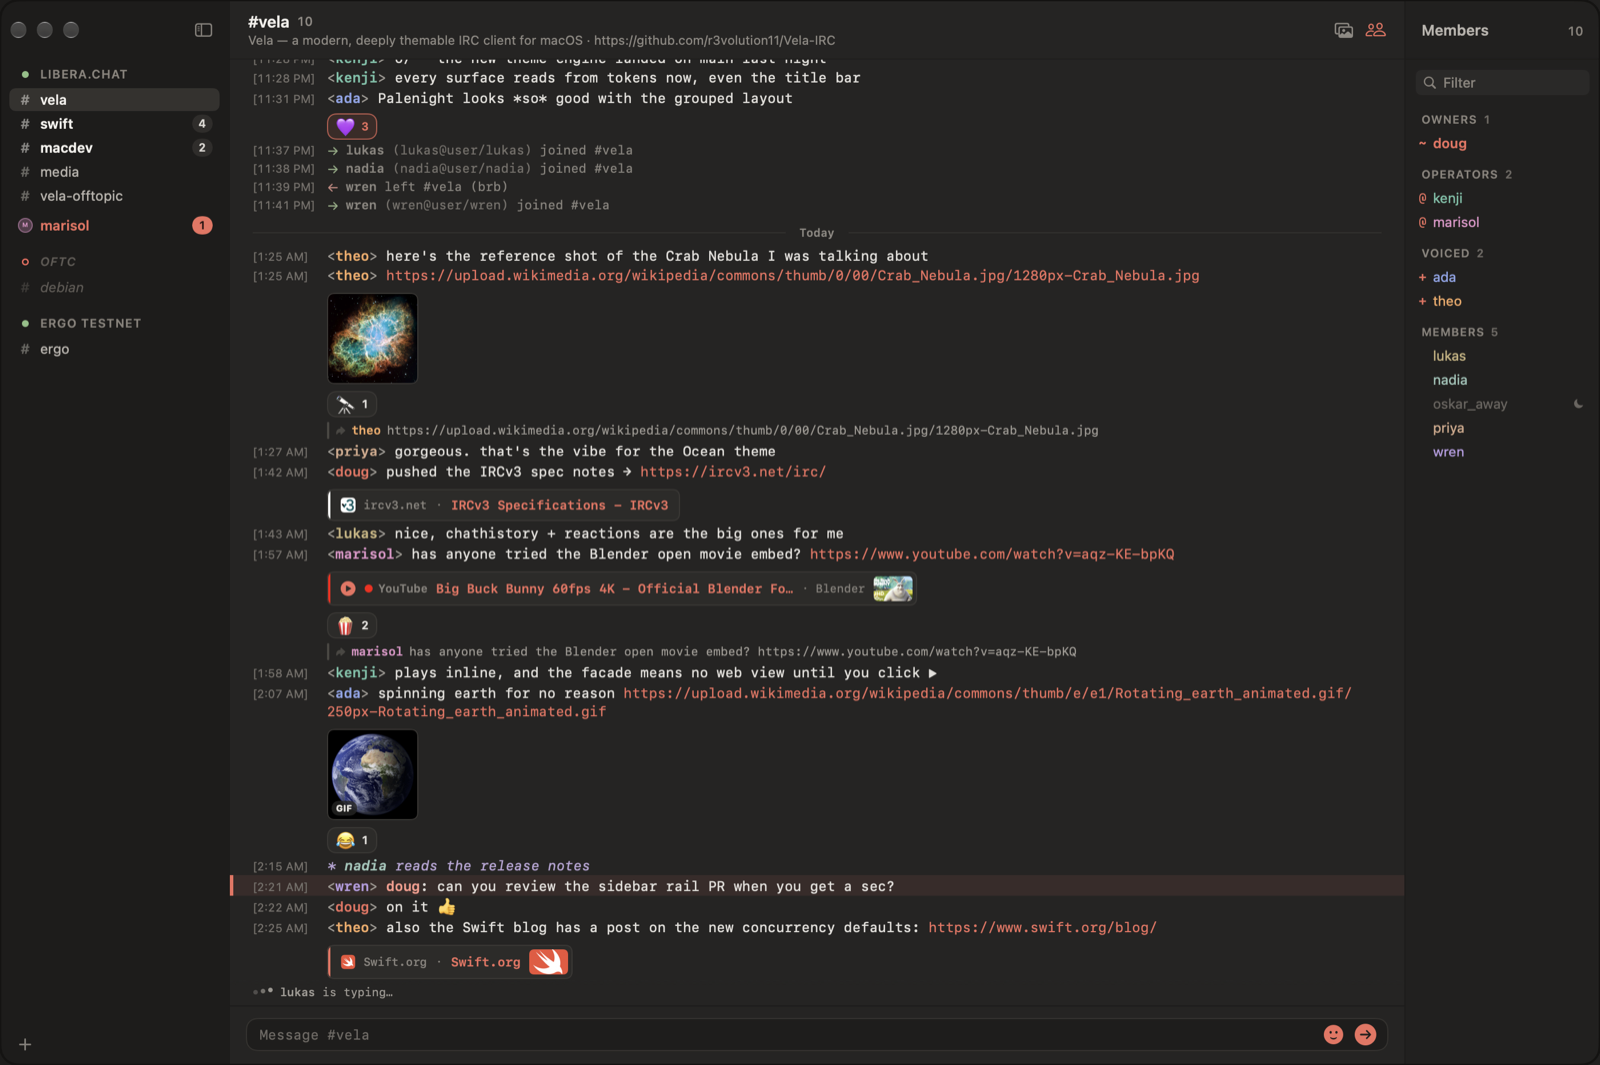 LIBERA.CHAT
# vela
# swift 4
# macdev 2
# media
# vela-offtopic
M marisol 1
OFTC
# debian
ERGO TESTNET
# ergo
#vela 10
Vela — a modern, deeply themable IRC client for macOS · https://github.com/r3volution11/Vela-IRC
<kenji> o/ the new theme engine landed on main last night
[11:28 PM] <kenji> every surface reads from tokens now, even the title bar
[11:31 PM] <ada> Palenight looks *so* good with the grouped layout
💜 3
[11:37 PM] → lukas (lukas@user/lukas) joined #vela
[11:38 PM] → nadia (nadia@user/nadia) joined #vela
[11:39 PM] ← wren left #vela (brb)
[11:41 PM] → wren (wren@user/wren) joined #vela
Today
[1:25 AM] <theo> here's the reference shot of the Crab Nebula I was talking about
[1:25 AM] <theo> https://upload.wikimedia.org/wikipedia/commons/thumb/0/00/Crab_Nebula.jpg/1280px-Crab_Nebula.jpg
🔭 1
theo https://upload.wikimedia.org/wikipedia/commons/thumb/0/00/Crab_Nebula.jpg/1280px-Crab_Nebula.jpg
[1:27 AM] <priya> gorgeous. that's the vibe for the Ocean theme
[1:42 AM] <doug> pushed the IRCv3 spec notes → https://ircv3.net/irc/
ircv3.net · IRCv3 Specifications – IRCv3
[1:43 AM] <lukas> nice, chathistory + reactions are the big ones for me
[1:57 AM] <marisol> has anyone tried the Blender open movie embed? https://www.youtube.com/watch?v=aqz-KE-bpKQ
YouTube Big Buck Bunny 60fps 4K – Official Blender Fo… · Blender
🍿 2
marisol has anyone tried the Blender open movie embed? https://www.youtube.com/watch?v=aqz-KE-bpKQ
[1:58 AM] <kenji> plays inline, and the facade means no web view until you click ▶
[2:07 AM] <ada> spinning earth for no reason https://upload.wikimedia.org/wikipedia/commons/thumb/e/e1/Rotating_earth_animated.gif/
250px-Rotating_earth_animated.gif
GIF
😂 1
[2:15 AM] * nadia reads the release notes
[2:21 AM] <wren> doug: can you review the sidebar rail PR when you get a sec?
[2:22 AM] <doug> on it 👍
[2:25 AM] <theo> also the Swift blog has a post on the new concurrency defaults: https://www.swift.org/blog/
Swift.org · Swift.org
lukas is typing…
Message #vela
Members 10
Filter
OWNERS 1
~ doug
OPERATORS 2
@ kenji
@ marisol
VOICED 2
+ ada
+ theo
MEMBERS 5
lukas
nadia
oskar_away
priya
wren